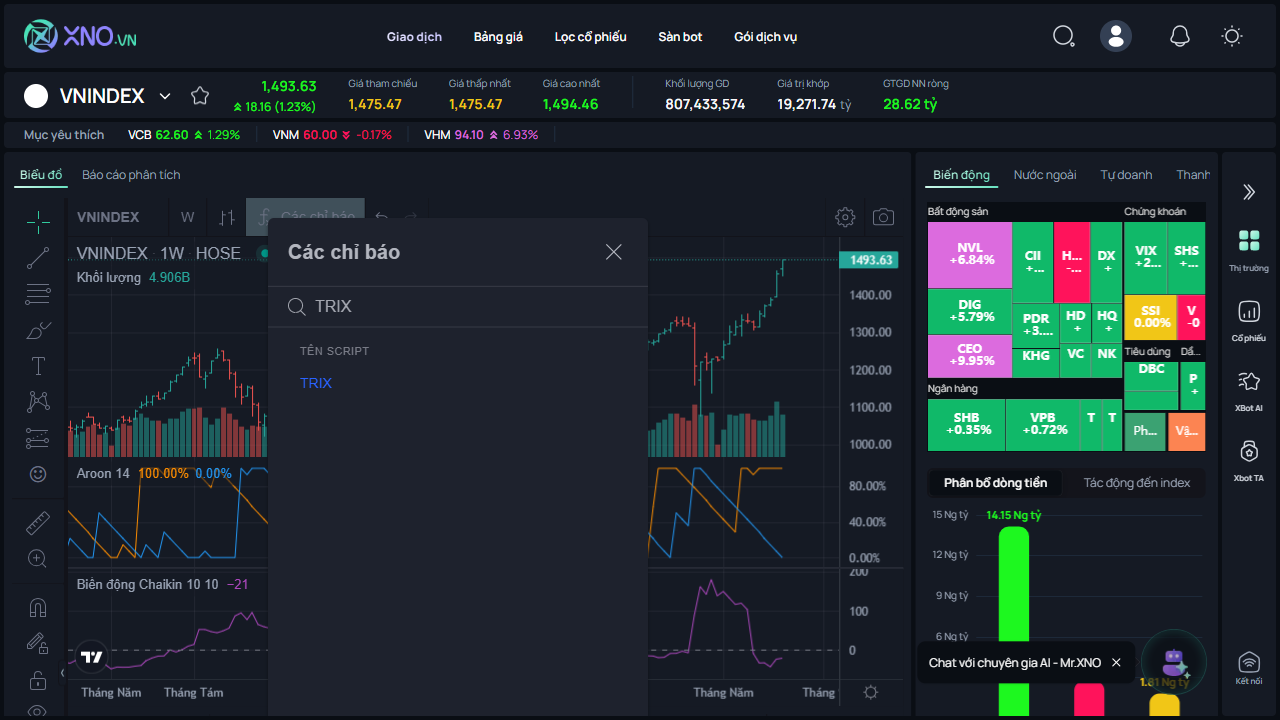 XNO.VN
Giao dịch
Bảng giá
Lọc cổ phiếu
Sàn bot
Gói dịch vụ
VNINDEX
1,493.63
18.16 (1.23%)
Giá tham chiếu
1,475.47
Giá thấp nhất
1,475.47
Giá cao nhất
1,494.46
Khối lượng GD
807,433,574
Giá trị khớp
19,271.74 tỷ
GTGD NN ròng
28.62 tỷ
Mục yêu thích
VCB 62.60 1.29%
VNM 60.00 -0.17%
VHM 94.10 6.93%
Biểu đồ
Báo cáo phân tích
VNINDEX
W
Các chỉ báo
VNINDEX · 1W · HOSE
Khối lượng 4.906B
Các chỉ báo
TRIX
TÊN SCRIPT
TRIX
1493.63
1400.00
1300.00
1200.00
1100.00
1000.00
Aroon 14 100.00% 0.00%
80.00%
40.00%
0.00%
Biên động Chaikin 10 10 −21
200
100
0
Tháng Năm
Tháng Tám
Tháng Năm
Tháng
Biến động
Nước ngoài
Tự doanh
Thanh
Bất động sản
Chứng khoán
NVL
+6.84%
CII
+...
H...
-...
DX
+
VIX
+2...
SHS
+...
DIG
+5.79%
PDR
+3....
HD
+
HQ
+
SSI
0.00%
V
-0
CEO
+9.95%
KHG
VC
NK
Tiêu dùng
Dầ...
DBC
P
+
Ngân hàng
SHB
+0.35%
VPB
+0.72%
T
T
Ph...
Vậ...
Phân bổ dòng tiền
Tác động đến index
15 Ng tỷ
14.15 Ng tỷ
12 Ng tỷ
9 Ng tỷ
6 Ng tỷ
1.81 Ng tỷ
Chat với chuyên gia AI - Mr.XNO
Thị trường
Cổ phiếu
XBot AI
Xbot TA
Kết nối